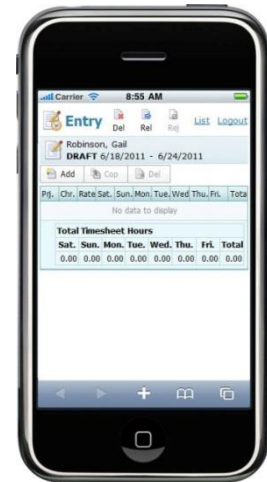 Carrier 8:55 AM
Entry Del Rel Rej List Logout
Robinson, Gail
DRAFT 6/18/2011 - 6/24/2011
Add Cop Del
Prj. Chr. Rate Sat. Sun. Mon. Tue. Wed Thu. Fri. Tota
No data to display
Total Timesheet Hours
Sat. Sun. Mon. Tue. Wed. Thu. Fri. Total
0.00 0.00 0.00 0.00 0.00 0.00 0.00 0.00